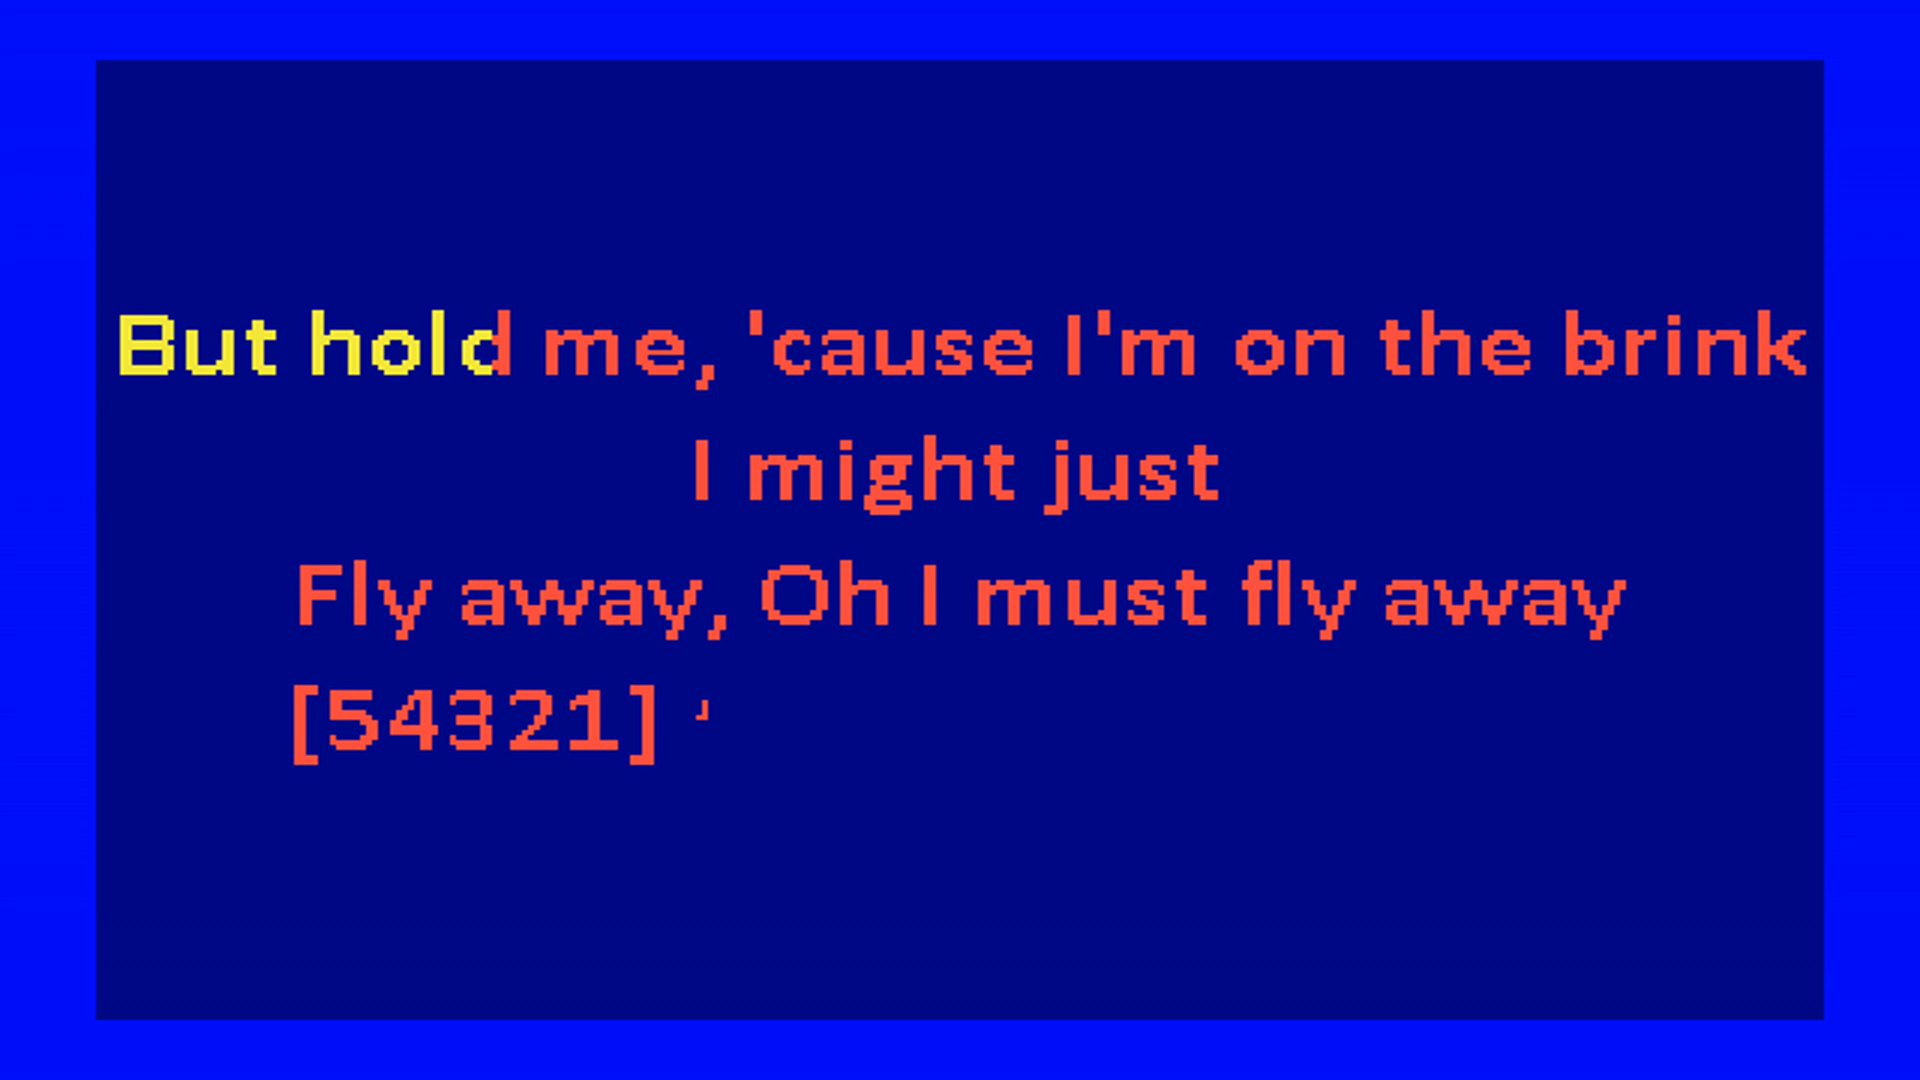 But hold me, 'cause I'm on the brink
I might just
Fly away, Oh I must fly away
[54321]